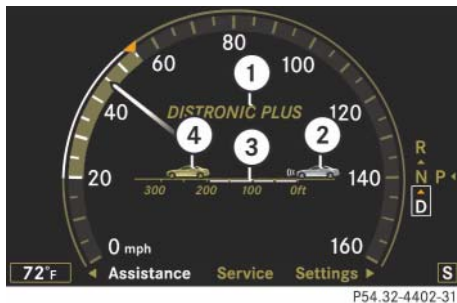 80
60
100
1
40
DISTRONIC PLUS
120
4
3
2
R
20
140
N P
300 200 100 0ft
D
0 mph
160
72°F
Assistance Service Settings
S
P54.32-4402-31